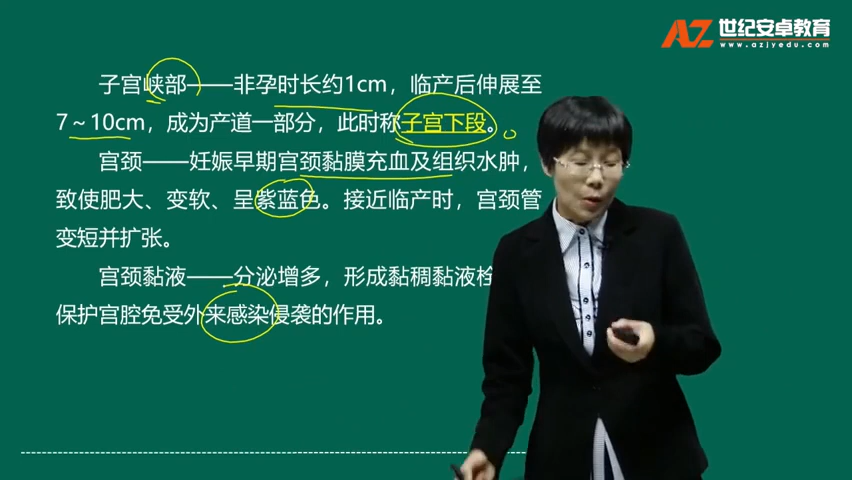 AZ 世纪安卓教育
www.azjyedu.com
子宫峡部——非孕时长约1cm，临产后伸展至
7～10cm，成为产道一部分，此时称子宫下段。
宫颈——妊娠早期宫颈黏膜充血及组织水肿，
致使肥大、变软、呈紫蓝色。接近临产时，宫颈管
变短并扩张。
宫颈黏液——分泌增多，形成黏稠黏液栓
保护宫腔免受外来感染侵袭的作用。